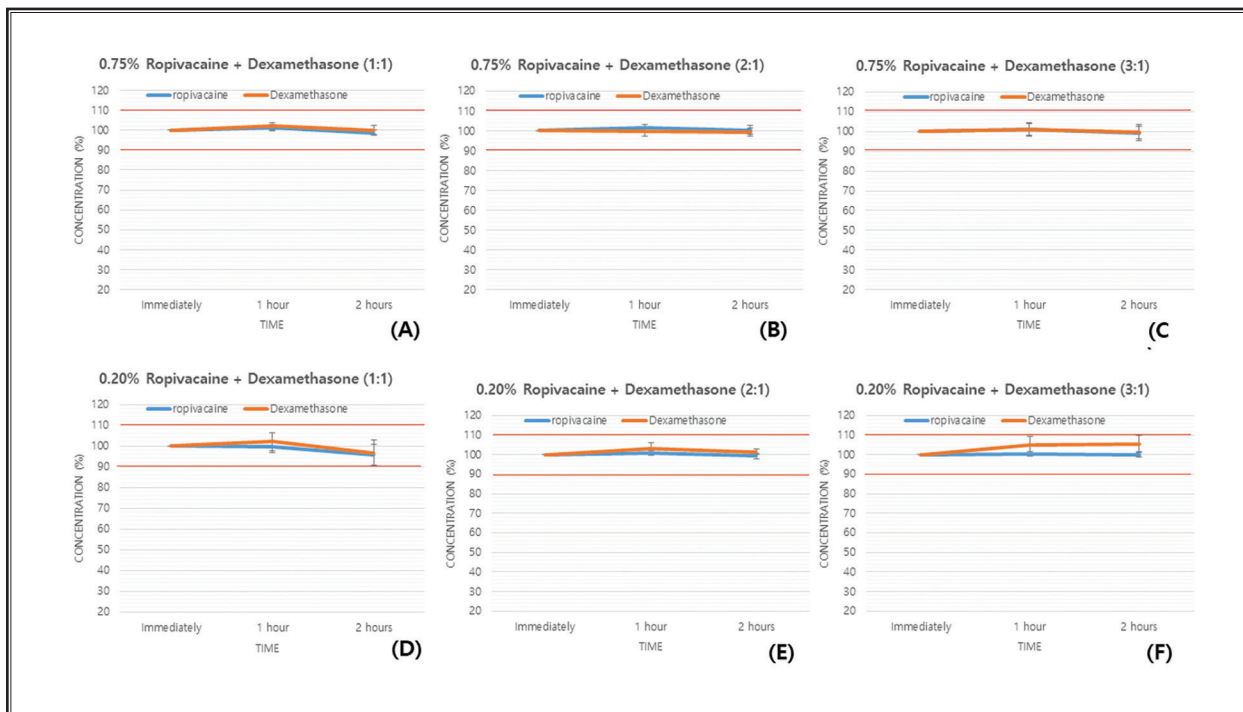 0.75% Ropivacaine + Dexamethasone (1:1)
ropivacaine Dexamethasone
120
110
100
90
80
70
60
50
40
30
20
CONCENTRATION (%)
Immediately 1 hour 2 hours
TIME
(A)
0.75% Ropivacaine + Dexamethasone (2:1)
ropivacaine Dexamethasone
120
110
100
90
80
70
60
50
40
30
20
CONCENTRATION (%)
Immediately 1 hour 2 hours
TIME
(B)
0.75% Ropivacaine + Dexamethasone (3:1)
ropivacaine Dexamethasone
120
110
100
90
80
70
60
50
40
30
20
CONCENTRATION (%)
Immediately 1 hour 2 hours
TIME
(C
0.20% Ropivacaine + Dexamethasone (1:1)
ropivacaine Dexamethasone
120
110
100
90
80
70
60
50
40
30
20
CONCENTRATION (%)
Immediately 1 hour 2 hours
TIME
(D)
0.20% Ropivacaine + Dexamethasone (2:1)
ropivacaine Dexamethasone
120
110
100
90
80
70
60
50
40
30
20
CONCENTRATION (%)
Immediately 1 hour 2 hours
TIME
(E)
0.20% Ropivacaine + Dexamethasone (3:1)
ropivacaine Dexamethasone
120
110
100
90
80
70
60
50
40
30
20
CONCENTRATION (%)
Immediately 1 hour 2 hours
TIME
(F)